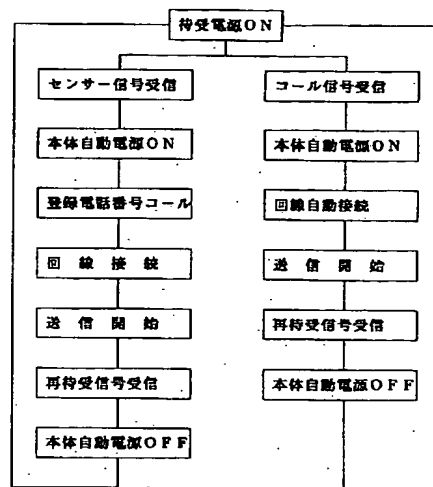 待受電源ON
センサー信号受信
本体自動電源ON
登録電話番号コール
回線接続
送信開始
再待受信号受信
本体自動電源OFF
コール信号受信
本体自動電源ON
回線自動接続
送信開始
再待受信号受信
本体自動電源OFF